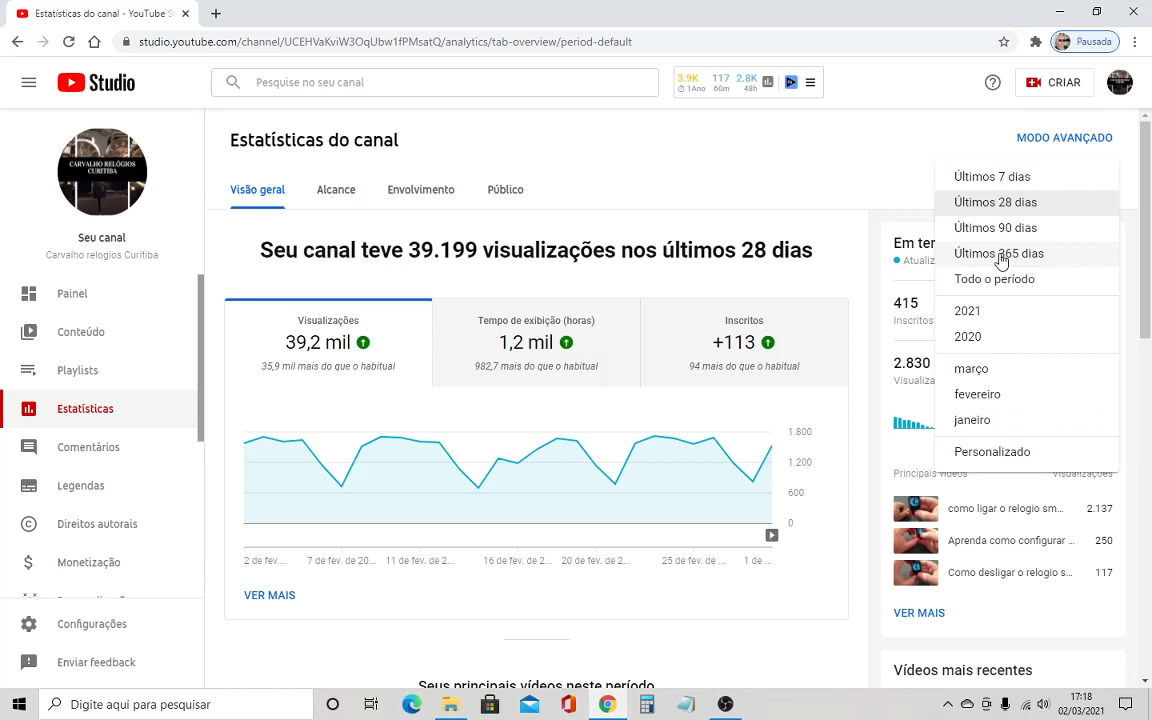 Estatísticas do canal - YouTube S
studio.youtube.com/channel/UCEHVaKviW3OqUbw1fPMsatQ/analytics/tab-overview/period-default
Pausada
Studio
Pesquise no seu canal
3.9K 117 2.8K
1Ano 60m 48h
CRIAR
CARVALHO RELÓGIOS
CURITIBA
Seu canal
Carvalho relogios Curitiba
Painel
Conteúdo
Playlists
Estatísticas
Comentários
Legendas
Direitos autorais
Monetização
Configurações
Enviar feedback
Estatísticas do canal
MODO AVANÇADO
Visão geral
Alcance
Envolvimento
Público
Seu canal teve 39.199 visualizações nos últimos 28 dias
Visualizações
39,2 mil
35,9 mil mais do que o habitual
Tempo de exibição (horas)
1,2 mil
982,7 mais do que o habitual
Inscritos
+113
94 mais do que o habitual
1.800
1.200
600
0
2 de fev....
7 de fev. de 20...
11 de fev. de 2...
16 de fev. de 2...
20 de fev. de 2...
25 de fev. de ...
1 de ...
VER MAIS
Seus principais vídeos neste período
Últimos 7 dias
Últimos 28 dias
Últimos 90 dias
Últimos 365 dias
Todo o período
2021
2020
março
fevereiro
janeiro
Personalizado
Em ter
Atualiz
415
Inscritos
2.830
Visualiza
Principais vídeos
Visualizações
como ligar o relogio sm... 2.137
Aprenda como configurar ... 250
Como desligar o relogio s... 117
VER MAIS
Vídeos mais recentes
Digite aqui para pesquisar
17:18
02/03/2021